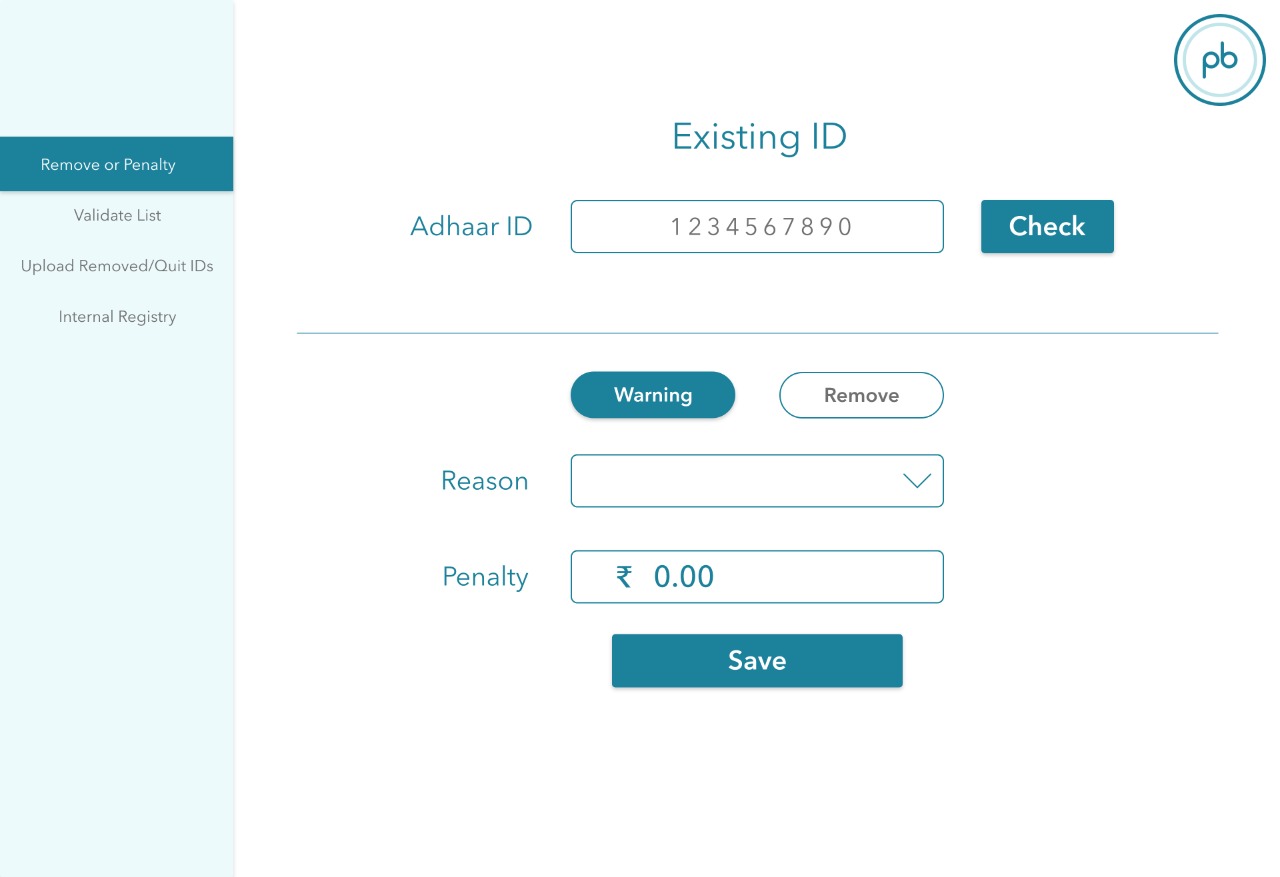 pb
Remove or Penalty
Validate List
Upload Removed/Quit IDs
Internal Registry
Existing ID
Adhaar ID 1234567890 Check
Warning Remove
Reason
Penalty ₹ 0.00
Save